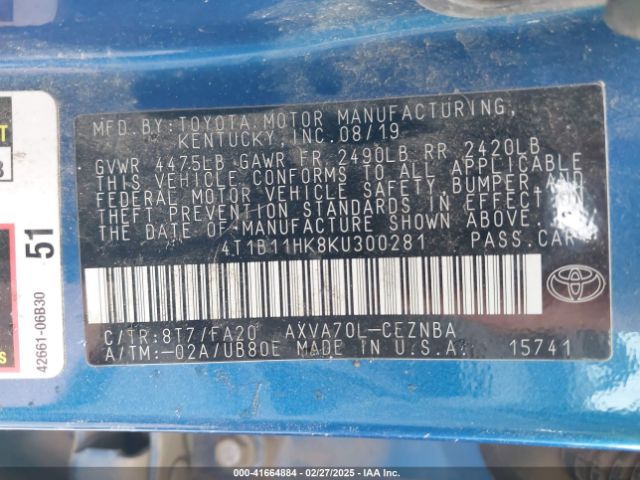 MFD. BY: TOYOTA MOTOR MANUFACTURING,
KENTUCKY, INC. 08/19
GVWR 4475LB GAWR FR 2490LB RR 2420LB
THIS VEHICLE CONFORMS TO ALL APPLICABLE
FEDERAL MOTOR VEHICLE SAFETY, BUMPER, AND
THEFT PREVENTION STANDARDS IN EFFECT ON
THE DATE OF MANUFACTURE SHOWN ABOVE.
4T1B11HK8KU300281 PASS. CAR
C/TR: 8T7/FA20 AXVA70L-CEZNBA
A/TM: -02A/UB80E MADE IN U.S.A. 15741
TOYOTA
51
42661-06B30
000-41664884 | 02/27/2025 | IAA Inc.